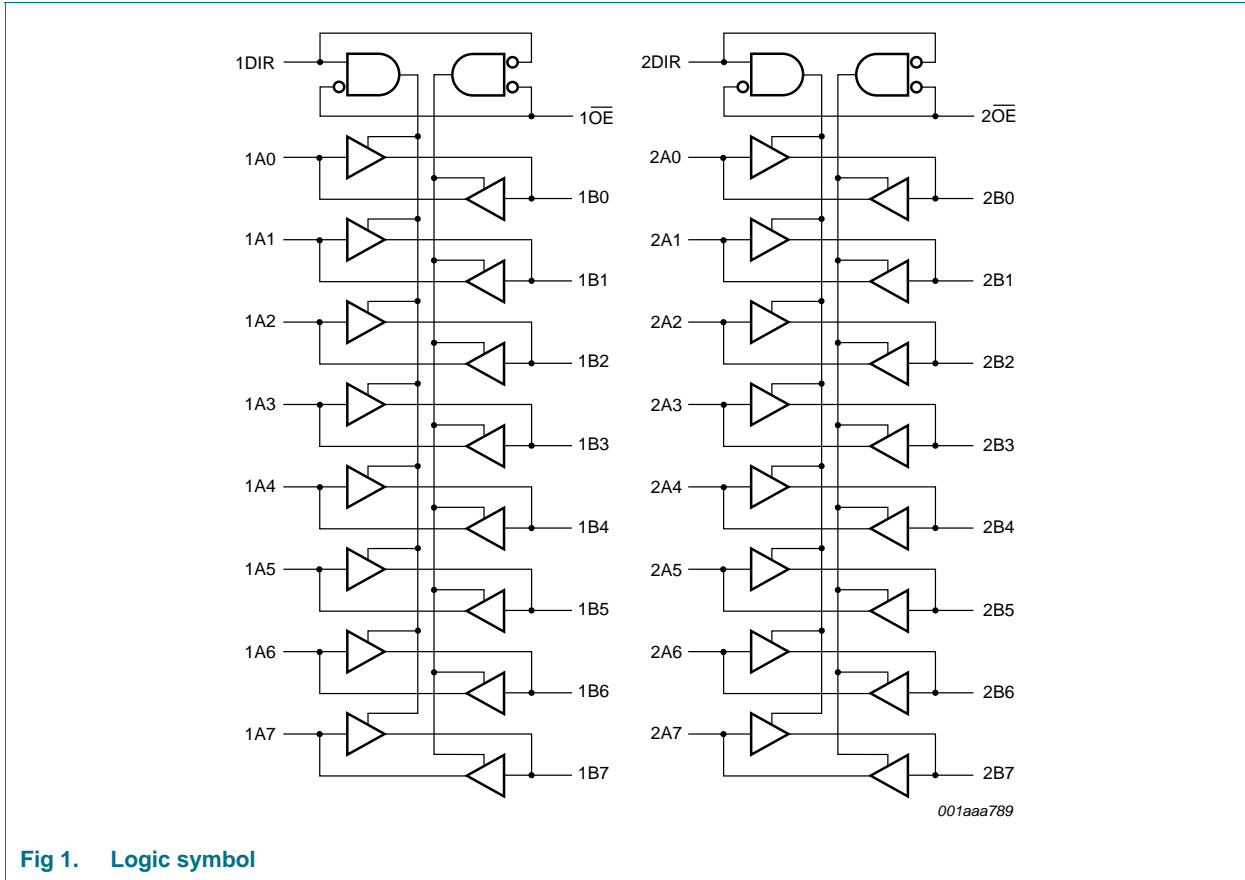 1DIR
2DIR
1O̅E̅
2O̅E̅
1A0
2A0
1B0
2B0
1A1
2A1
1B1
2B1
1A2
2A2
1B2
2B2
1A3
2A3
1B3
2B3
1A4
2A4
1B4
2B4
1A5
2A5
1B5
2B5
1A6
2A6
1B6
2B6
1A7
2A7
1B7
2B7
001aaa789
Fig 1. Logic symbol